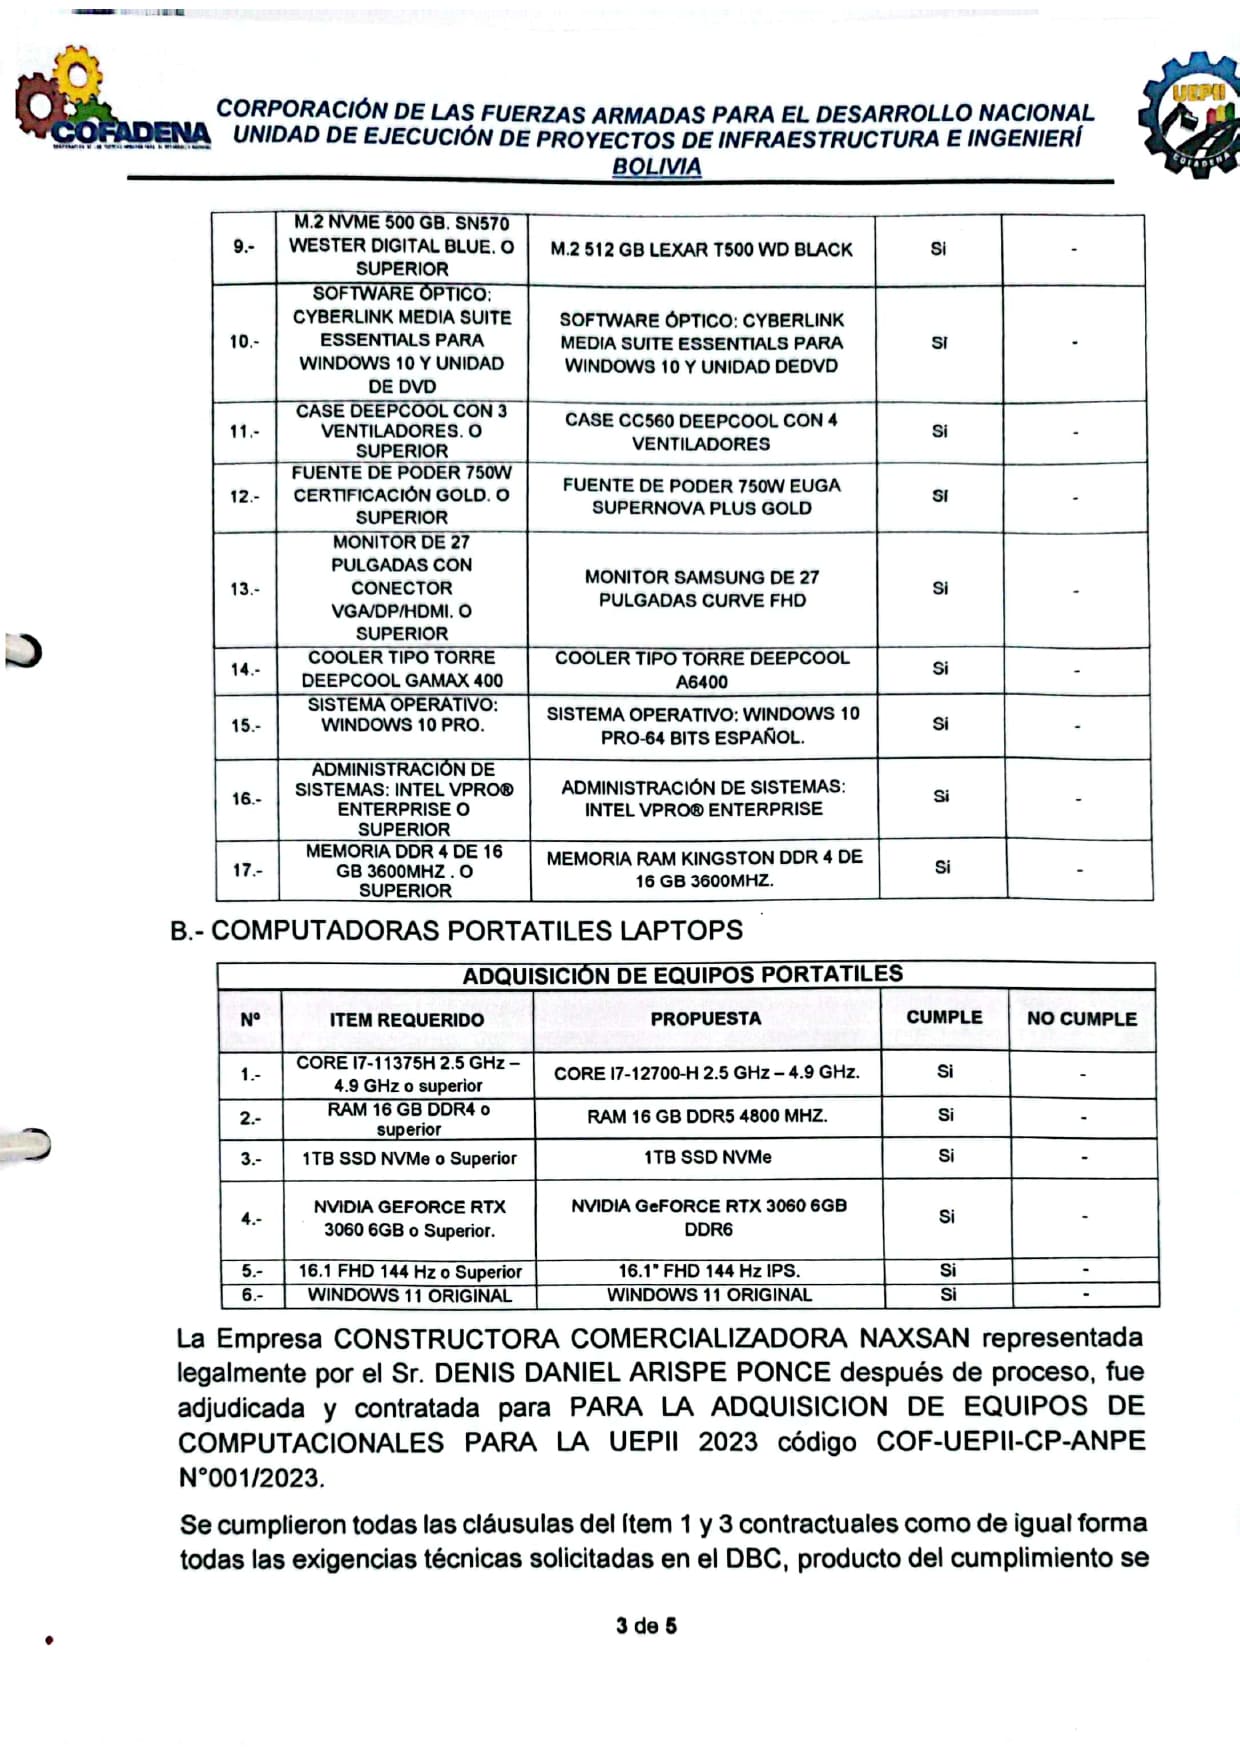 COFADENA
CORPORACIÓN DE LAS FUERZAS ARMADAS PARA EL DESARROLLO NACIONAL
UNIDAD DE EJECUCIÓN DE PROYECTOS DE INFRAESTRUCTURA E INGENIERÍ
BOLIVIA
UEPII
COFADENA
9.-
M.2 NVME 500 GB. SN570
WESTER DIGITAL BLUE. O
SUPERIOR
M.2 512 GB LEXAR T500 WD BLACK
Si
-
10.-
SOFTWARE ÓPTICO:
CYBERLINK MEDIA SUITE
ESSENTIALS PARA
WINDOWS 10 Y UNIDAD
DE DVD
SOFTWARE ÓPTICO: CYBERLINK
MEDIA SUITE ESSENTIALS PARA
WINDOWS 10 Y UNIDAD DEDVD
Sí
-
11.-
CASE DEEPCOOL CON 3
VENTILADORES. O
SUPERIOR
CASE CC560 DEEPCOOL CON 4
VENTILADORES
Si
-
12.-
FUENTE DE PODER 750W
CERTIFICACIÓN GOLD. O
SUPERIOR
FUENTE DE PODER 750W EUGA
SUPERNOVA PLUS GOLD
Sí
-
13.-
MONITOR DE 27
PULGADAS CON
CONECTOR
VGA/DP/HDMI. O
SUPERIOR
MONITOR SAMSUNG DE 27
PULGADAS CURVE FHD
Si
-
14.-
COOLER TIPO TORRE
DEEPCOOL GAMAX 400
COOLER TIPO TORRE DEEPCOOL
A6400
Si
-
15.-
SISTEMA OPERATIVO:
WINDOWS 10 PRO.
SISTEMA OPERATIVO: WINDOWS 10
PRO-64 BITS ESPAÑOL.
Si
-
16.-
ADMINISTRACIÓN DE
SISTEMAS: INTEL VPRO®
ENTERPRISE O
SUPERIOR
ADMINISTRACIÓN DE SISTEMAS:
INTEL VPRO® ENTERPRISE
Si
-
17.-
MEMORIA DDR 4 DE 16
GB 3600MHZ . O
SUPERIOR
MEMORIA RAM KINGSTON DDR 4 DE
16 GB 3600MHZ.
Si
-
B.- COMPUTADORAS PORTATILES LAPTOPS
ADQUISICIÓN DE EQUIPOS PORTATILES
Nº ITEM REQUERIDO PROPUESTA CUMPLE NO CUMPLE
1.-
CORE I7-11375H 2.5 GHz –
4.9 GHz o superior
CORE I7-12700-H 2.5 GHz – 4.9 GHz.
Si
-
2.-
RAM 16 GB DDR4 o
superior
RAM 16 GB DDR5 4800 MHZ.
Si
-
3.- 1TB SSD NVMe o Superior 1TB SSD NVMe Si -
4.-
NVIDIA GEFORCE RTX
3060 6GB o Superior.
NVIDIA GeFORCE RTX 3060 6GB
DDR6
Si
-
5.- 16.1 FHD 144 Hz o Superior 16.1" FHD 144 Hz IPS. Si -
6.- WINDOWS 11 ORIGINAL WINDOWS 11 ORIGINAL Si -
La Empresa CONSTRUCTORA COMERCIALIZADORA NAXSAN representada
legalmente por el Sr. DENIS DANIEL ARISPE PONCE después de proceso, fue
adjudicada y contratada para PARA LA ADQUISICION DE EQUIPOS DE
COMPUTACIONALES PARA LA UEPII 2023 código COF-UEPII-CP-ANPE
N°001/2023.
Se cumplieron todas las cláusulas del ítem 1 y 3 contractuales como de igual forma
todas las exigencias técnicas solicitadas en el DBC, producto del cumplimiento se
3 de 5